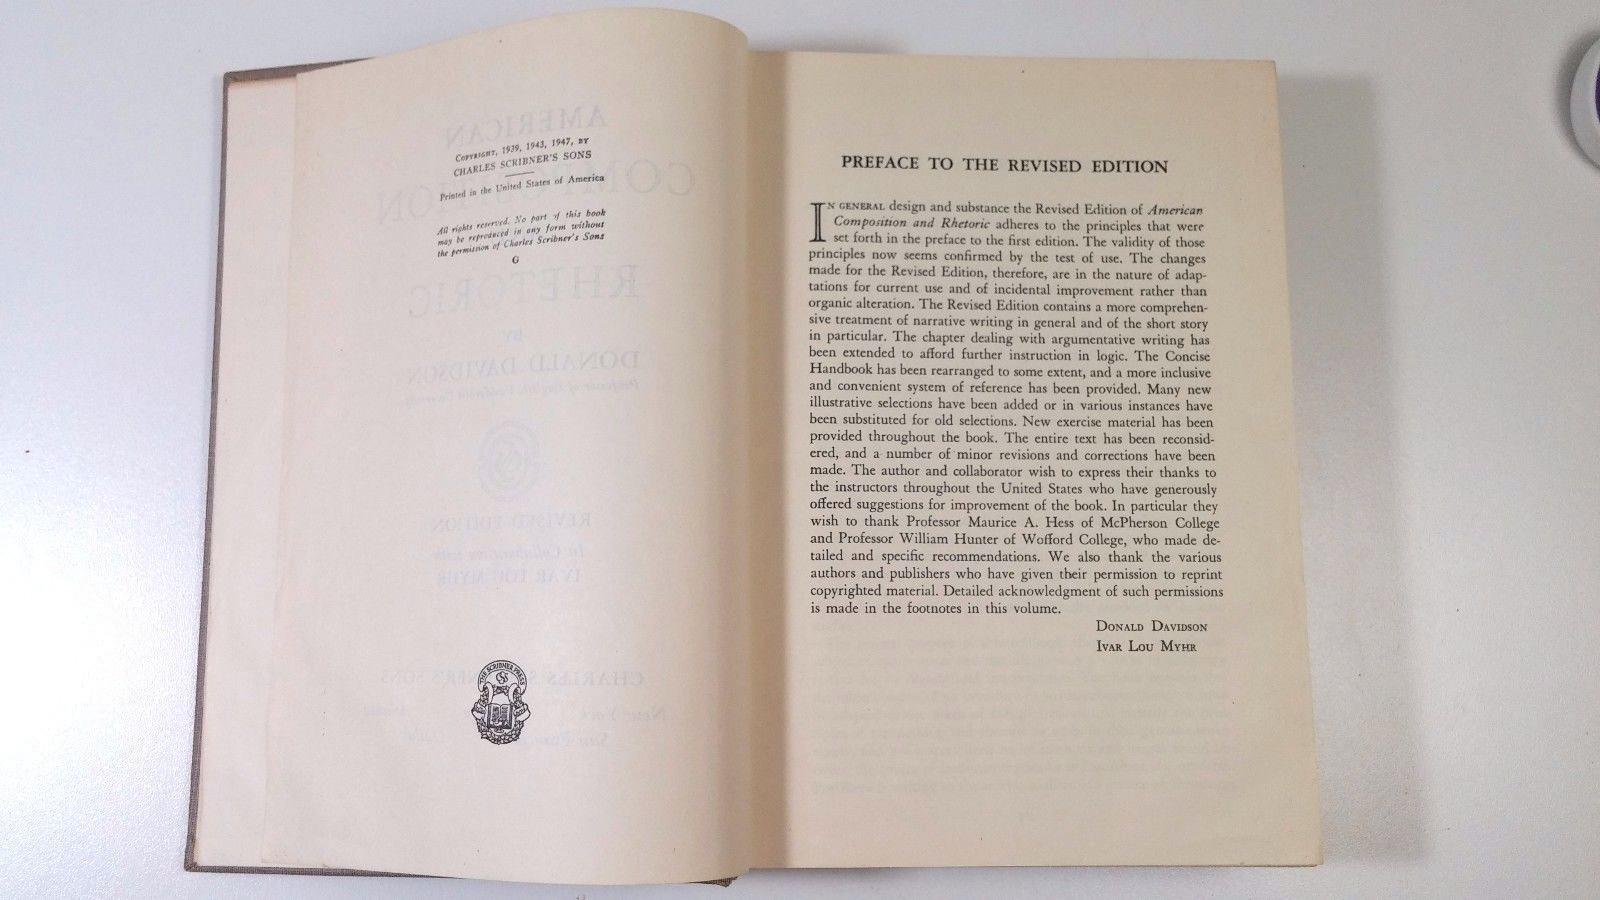 COPYRIGHT, 1939, 1943, 1947, BY
CHARLES SCRIBNER'S SONS
Printed in the United States of America
All rights reserved. No part of this book
may be reproduced in any form without
the permission of Charles Scribner's Sons
G
THE SCRIBNER PRESS
PREFACE TO THE REVISED EDITION
IN GENERAL design and substance the Revised Edition of American
Composition and Rhetoric adheres to the principles that were
set forth in the preface to the first edition. The validity of those
principles now seems confirmed by the test of use. The changes
made for the Revised Edition, therefore, are in the nature of adap-
tations for current use and of incidental improvement rather than
organic alteration. The Revised Edition contains a more comprehen-
sive treatment of narrative writing in general and of the short story
in particular. The chapter dealing with argumentative writing has
been extended to afford further instruction in logic. The Concise
Handbook has been rearranged to some extent, and a more inclusive
and convenient system of reference has been provided. Many new
illustrative selections have been added or in various instances have
been substituted for old selections. New exercise material has been
provided throughout the book. The entire text has been reconsid-
ered, and a number of minor revisions and corrections have been
made. The author and collaborator wish to express their thanks to
the instructors throughout the United States who have generously
offered suggestions for improvement of the book. In particular they
wish to thank Professor Maurice A. Hess of McPherson College
and Professor William Hunter of Wofford College, who made de-
tailed and specific recommendations. We also thank the various
authors and publishers who have given their permission to reprint
copyrighted material. Detailed acknowledgment of such permissions
is made in the footnotes in this volume.
DONALD DAVIDSON
IVAR LOU MYHR